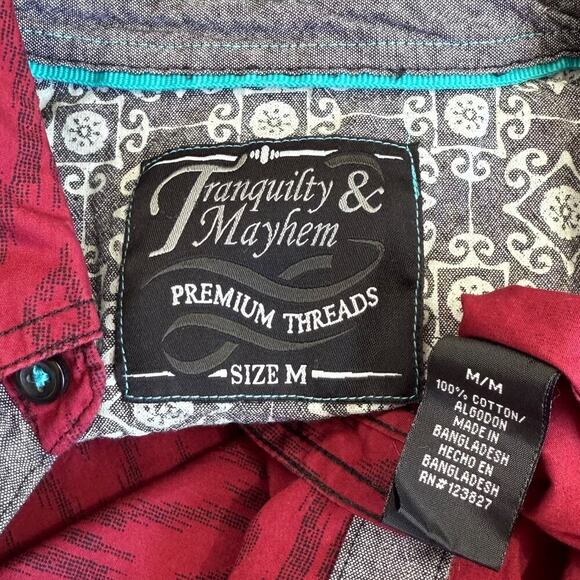 Tranquilty &
Mayhem
PREMIUM THREADS
SIZE M
M/M
100% COTTON/
ALGODON
MADE IN
BANGLADESH
HECHO EN
BANGLADESH
RN#123827